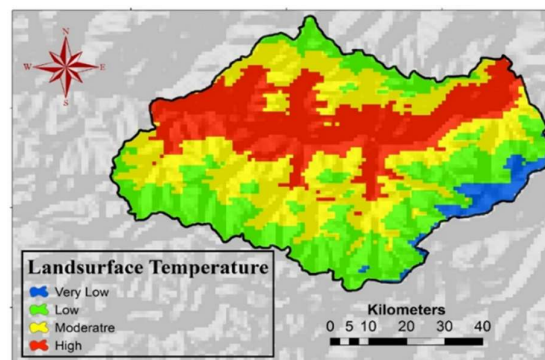 N
W E
S
Landsurface Temperature
Very Low
Low
Moderatre
High
Kilometers
0 5 10 20 30 40